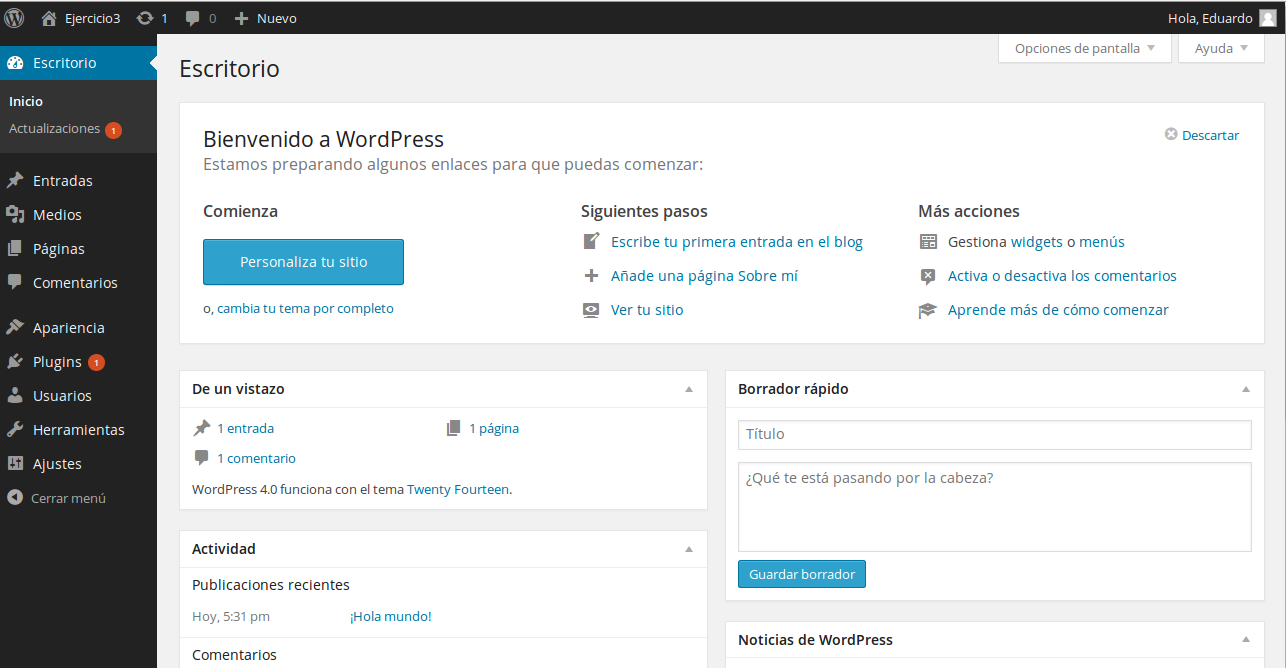 Ejercicio3 1 0 Nuevo Hola, Eduardo
Opciones de pantalla Ayuda
Escritorio
Inicio
Actualizaciones 1
Entradas
Medios
Páginas
Comentarios
Apariencia
Plugins 1
Usuarios
Herramientas
Ajustes
Cerrar menú
Escritorio
Bienvenido a WordPress
Descartar
Estamos preparando algunos enlaces para que puedas comenzar:
Comienza
Personaliza tu sitio
o, cambia tu tema por completo
Siguientes pasos
Escribe tu primera entrada en el blog
Añade una página Sobre mí
Ver tu sitio
Más acciones
Gestiona widgets o menús
Activa o desactiva los comentarios
Aprende más de cómo comenzar
De un vistazo
1 entrada 1 página
1 comentario
WordPress 4.0 funciona con el tema Twenty Fourteen.
Actividad
Publicaciones recientes
Hoy, 5:31 pm ¡Hola mundo!
Comentarios
Borrador rápido
Título
¿Qué te está pasando por la cabeza?
Guardar borrador
Noticias de WordPress